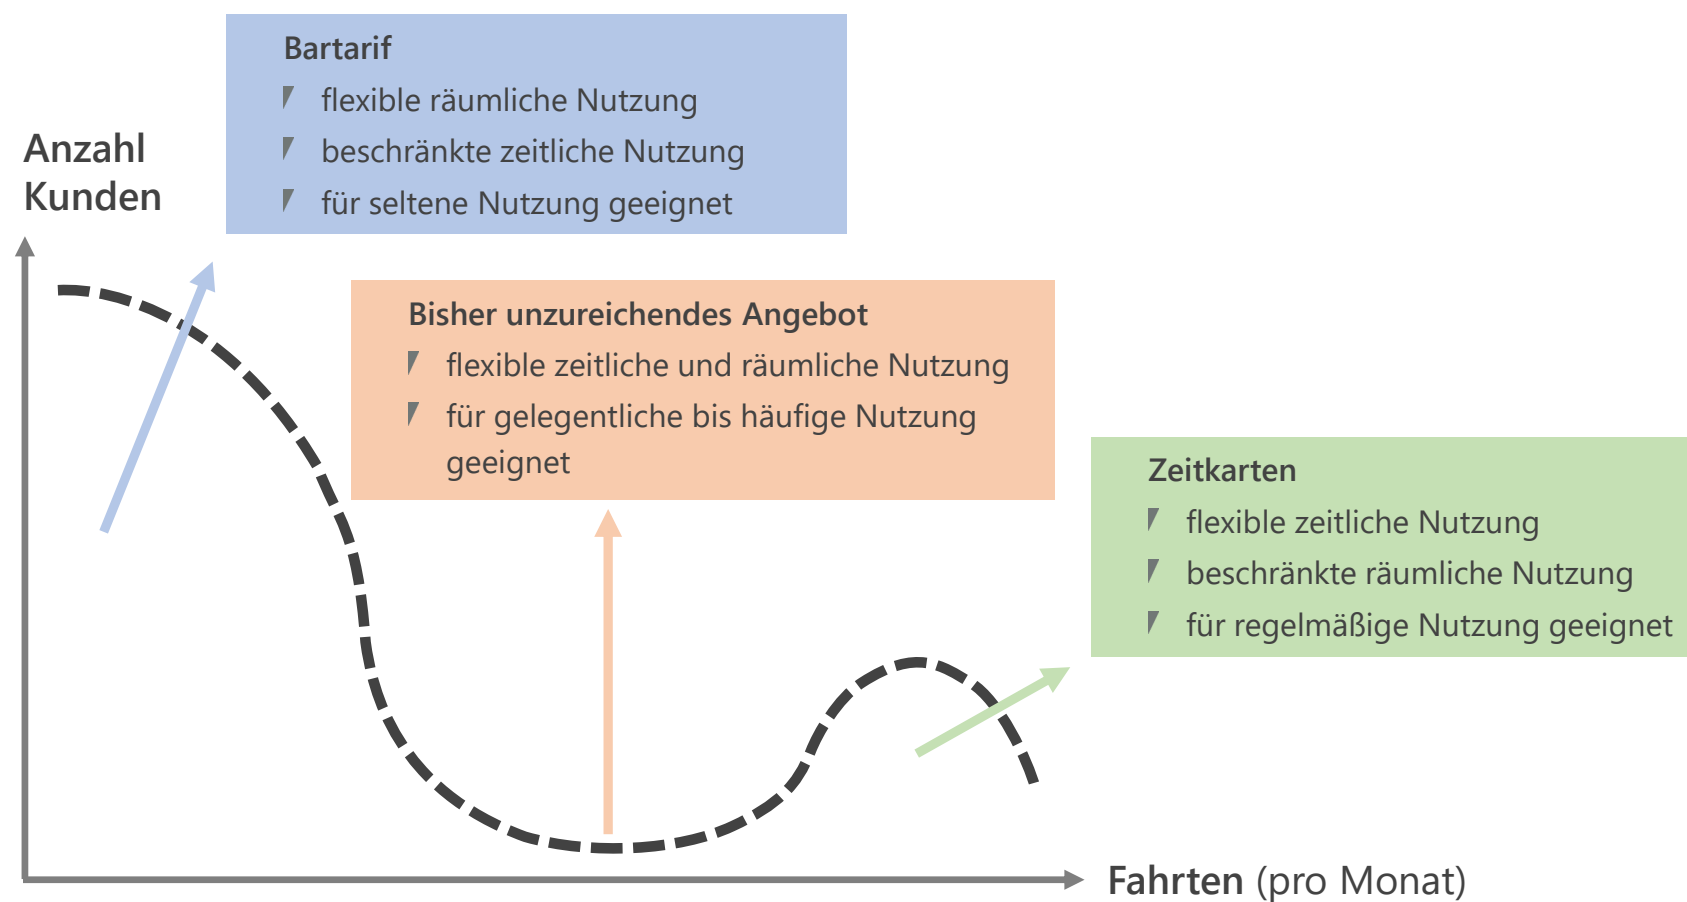 Bartarif
flexible räumliche Nutzung
beschränkte zeitliche Nutzung
für seltene Nutzung geeignet
Anzahl
Kunden
Bisher unzureichendes Angebot
flexible zeitliche und räumliche Nutzung
für gelegentliche bis häufige Nutzung
geeignet
Zeitkarten
flexible zeitliche Nutzung
beschränkte räumliche Nutzung
für regelmäßige Nutzung geeignet
Fahrten (pro Monat)